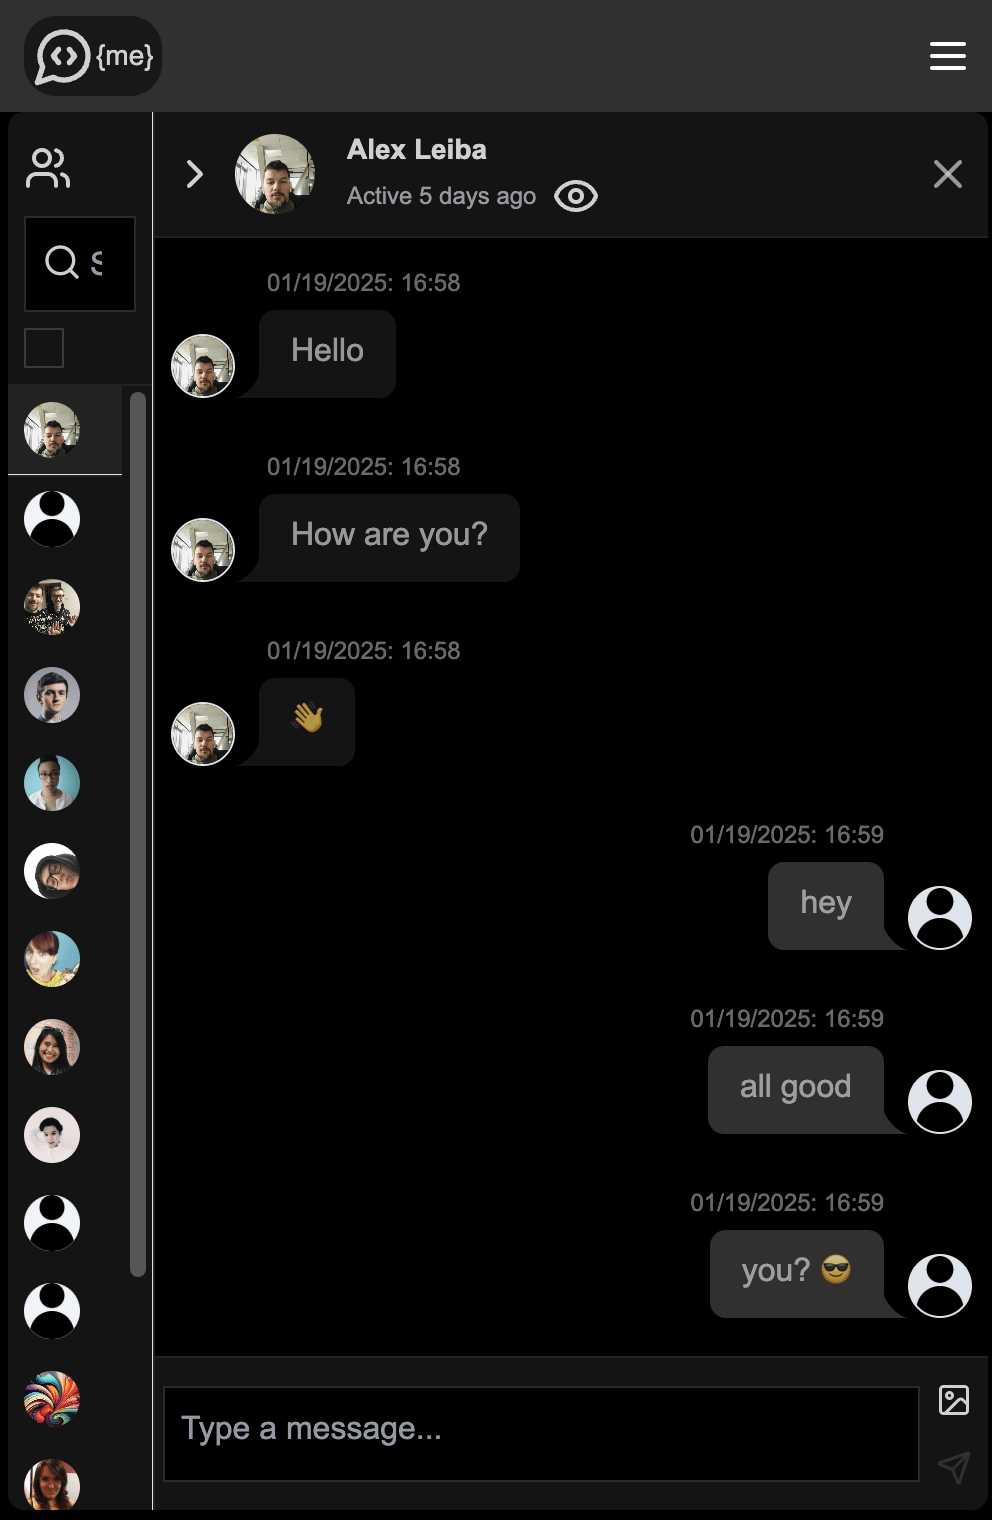 {me}
Alex Leiba
Active 5 days ago
01/19/2025: 16:58
Hello
01/19/2025: 16:58
How are you?
01/19/2025: 16:58
👋
01/19/2025: 16:59
hey
01/19/2025: 16:59
all good
01/19/2025: 16:59
you? 😎
Type a message...